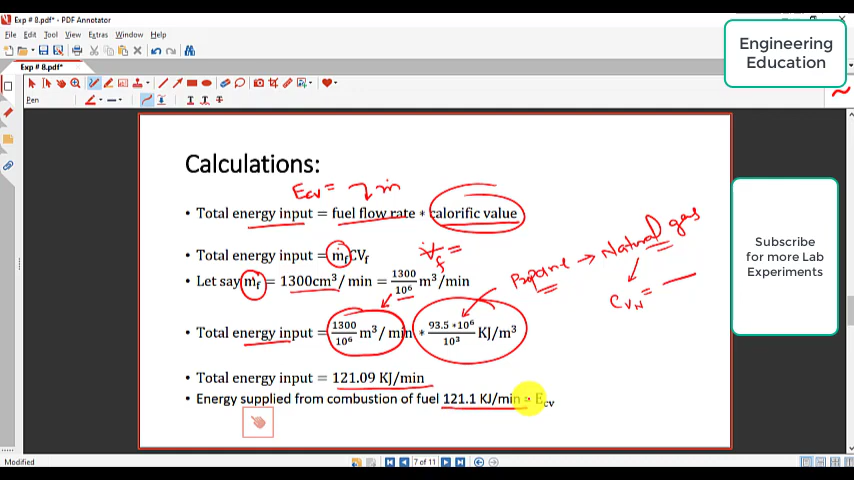 Exp # 8.pdf* - PDF Annotator
File Edit Tool View Extras Window Help
Exp # 8.pdf*
Pen
Engineering
Education
Calculations:
Ecv =
• Total energy input = fuel flow rate * calorific value
• Total energy input = ṁfCVf
V̇f =
Propane → Natural gas
CVN =
• Let say ṁf = 1300cm³/ min = 1300/10⁶ m³/min
• Total energy input = 1300/10⁶ m³/ min * 93.5 *10⁶/10³ KJ/m³
• Total energy input = 121.09 KJ/min
• Energy supplied from combustion of fuel 121.1 KJ/min = Ecv
Subscribe
for more Lab
Experiments
Modified
7 of 11